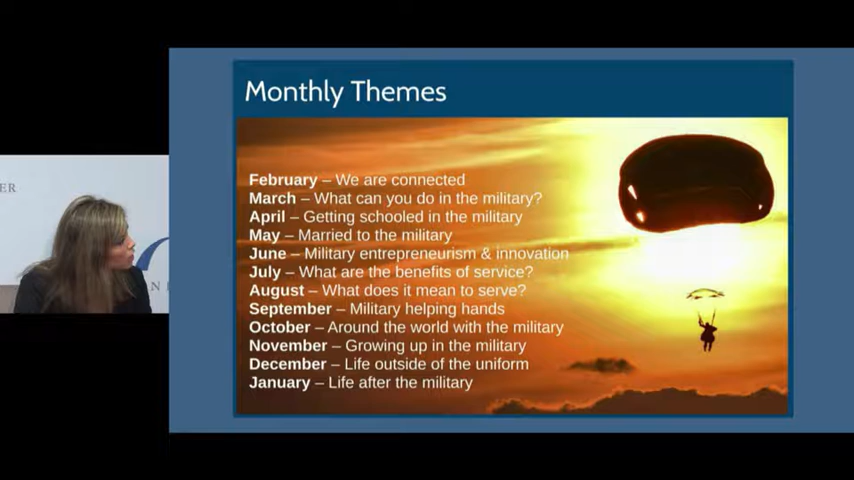 Monthly Themes
February – We are connected
March – What can you do in the military?
April – Getting schooled in the military
May – Married to the military
June – Military entrepreneurism & innovation
July – What are the benefits of service?
August – What does it mean to serve?
September – Military helping hands
October – Around the world with the military
November – Growing up in the military
December – Life outside of the uniform
January – Life after the military